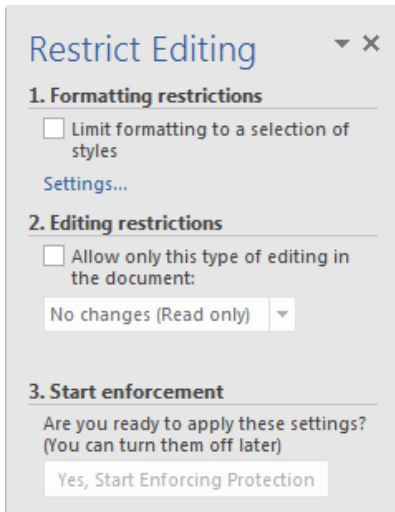 Restrict Editing
1. Formatting restrictions
Limit formatting to a selection of
styles
Settings...
2. Editing restrictions
Allow only this type of editing in
the document:
No changes (Read only)
3. Start enforcement
Are you ready to apply these settings?
(You can turn them off later)
Yes, Start Enforcing Protection